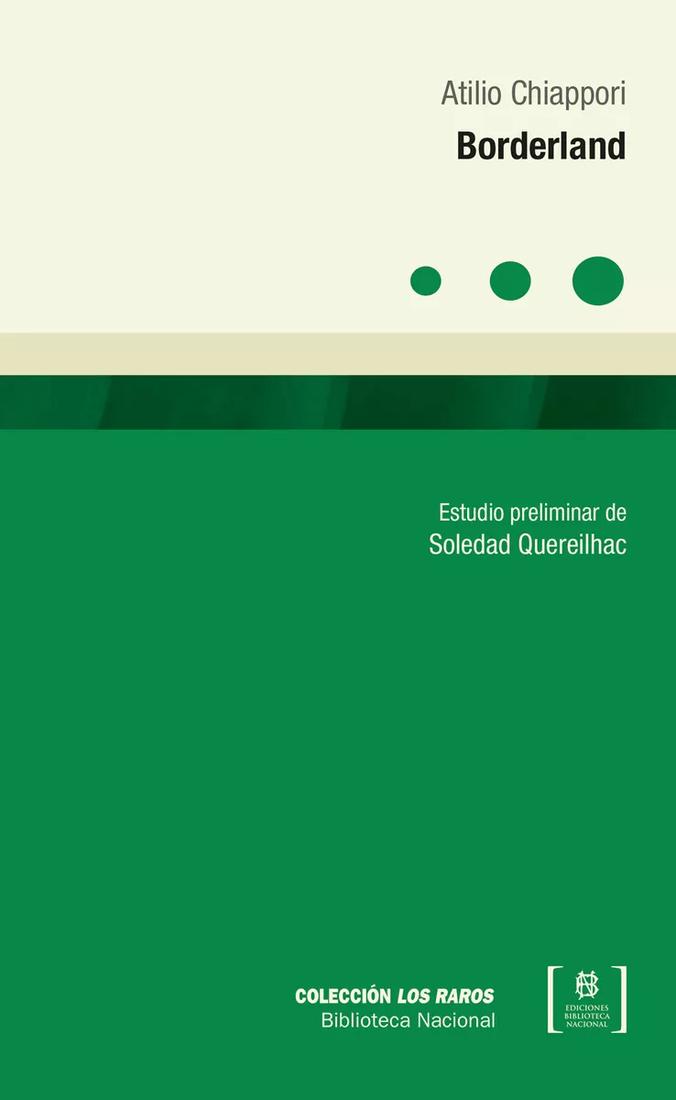 Atilio Chiappori
Borderland
Estudio preliminar de
Soledad Quereilhac
COLECCIÓN LOS RAROS
Biblioteca Nacional
EDICIONES
BIBLIOTECA
NACIONAL